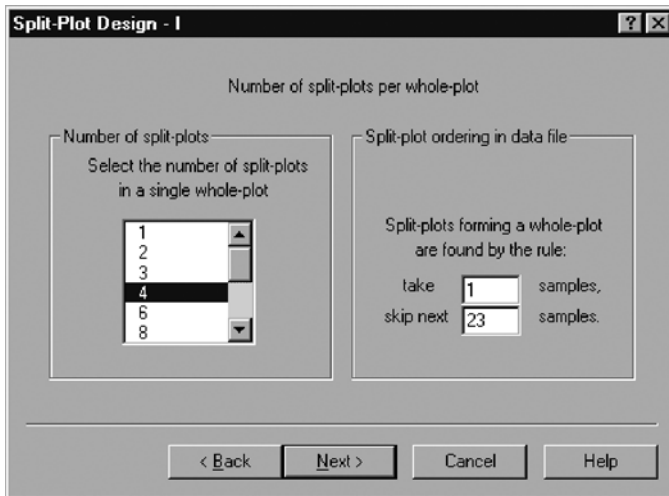 Split-Plot Design - I
Number of split-plots per whole-plot
Number of split-plots
Select the number of split-plots
in a single whole-plot
1
2
3
4
6
8
Split-plot ordering in data file
Split-plots forming a whole-plot
are found by the rule:
take 1 samples,
skip next 23 samples.
< Back
Next >
Cancel
Help